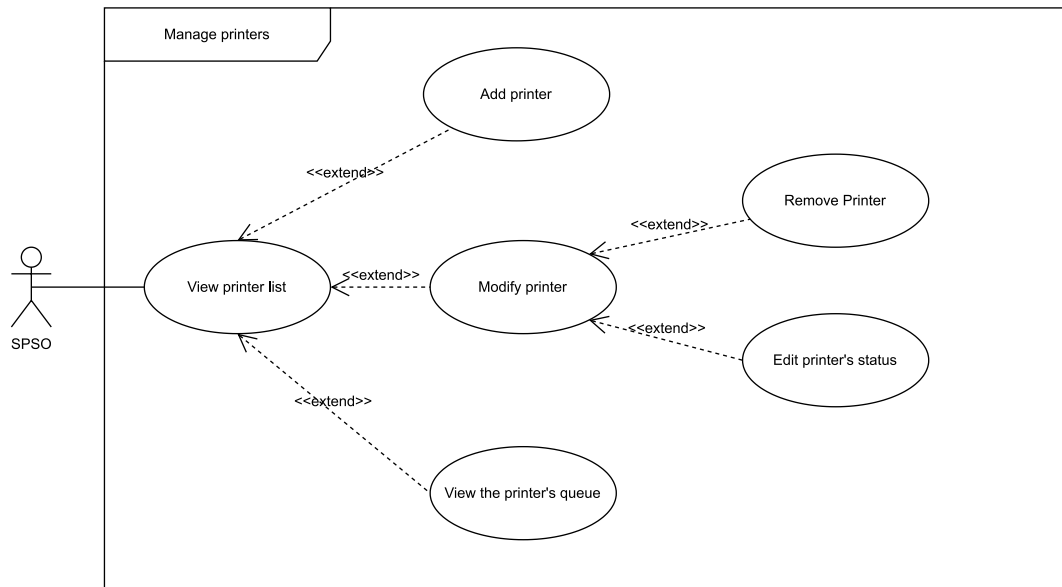 Manage printers
Add printer
<<extend>>
Remove Printer
<<extend>>
<<extend>>
View printer list
Modify printer
<<extend>>
SPSO
Edit printer's status
<<extend>>
View the printer's queue